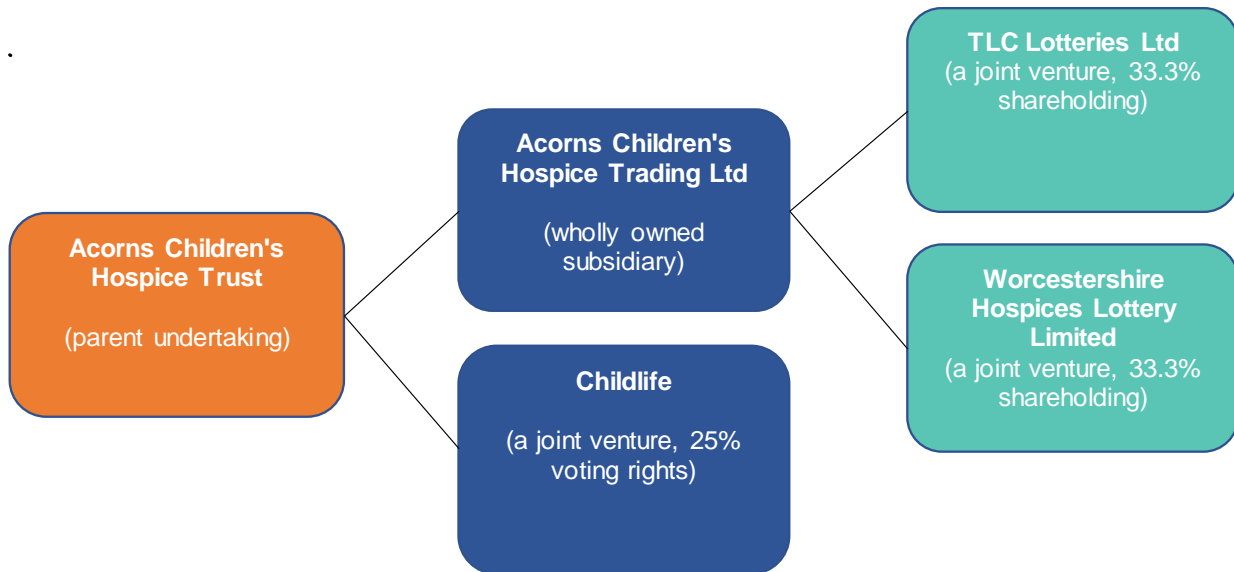 .
Acorns Children's
Hospice Trust
(parent undertaking)
Acorns Children's
Hospice Trading Ltd
(wholly owned
subsidiary)
Childlife
(a joint venture, 25%
voting rights)
TLC Lotteries Ltd
(a joint venture, 33.3%
shareholding)
Worcestershire
Hospices Lottery
Limited
(a joint venture, 33.3%
shareholding)